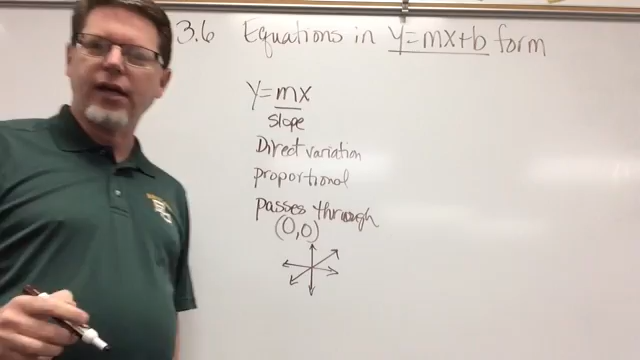 3.6 Equations in y=mx+b form
y=mx
slope
Direct variation
proportional
passes through
(0,0)